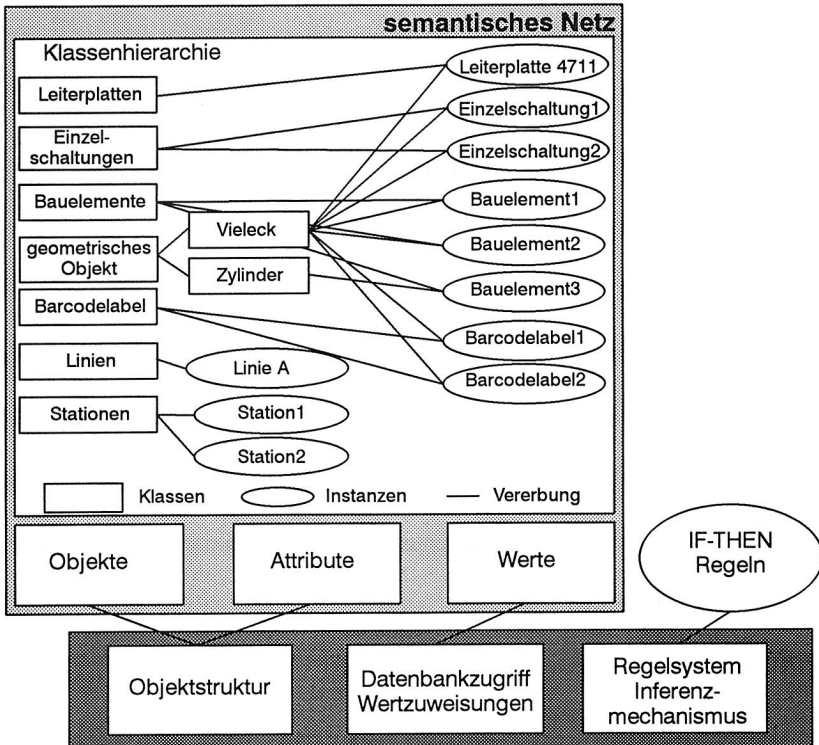 semantisches Netz
Klassenhierarchie
Leiterplatten
Einzel-
schaltungen
Bauelemente
geometrisches
Objekt
Barcodelabel
Linien
Stationen
Vieleck
Zylinder
Linie A
Station1
Station2
Leiterplatte 4711
Einzelschaltung1
Einzelschaltung2
Bauelement1
Bauelement2
Bauelement3
Barcodelabel1
Barcodelabel2
Klassen
Instanzen
Vererbung
Objekte
Attribute
Werte
IF-THEN
Regeln
Objektstruktur
Datenbankzugriff
Wertzuweisungen
Regelsystem
Inferenz-
mechanismus